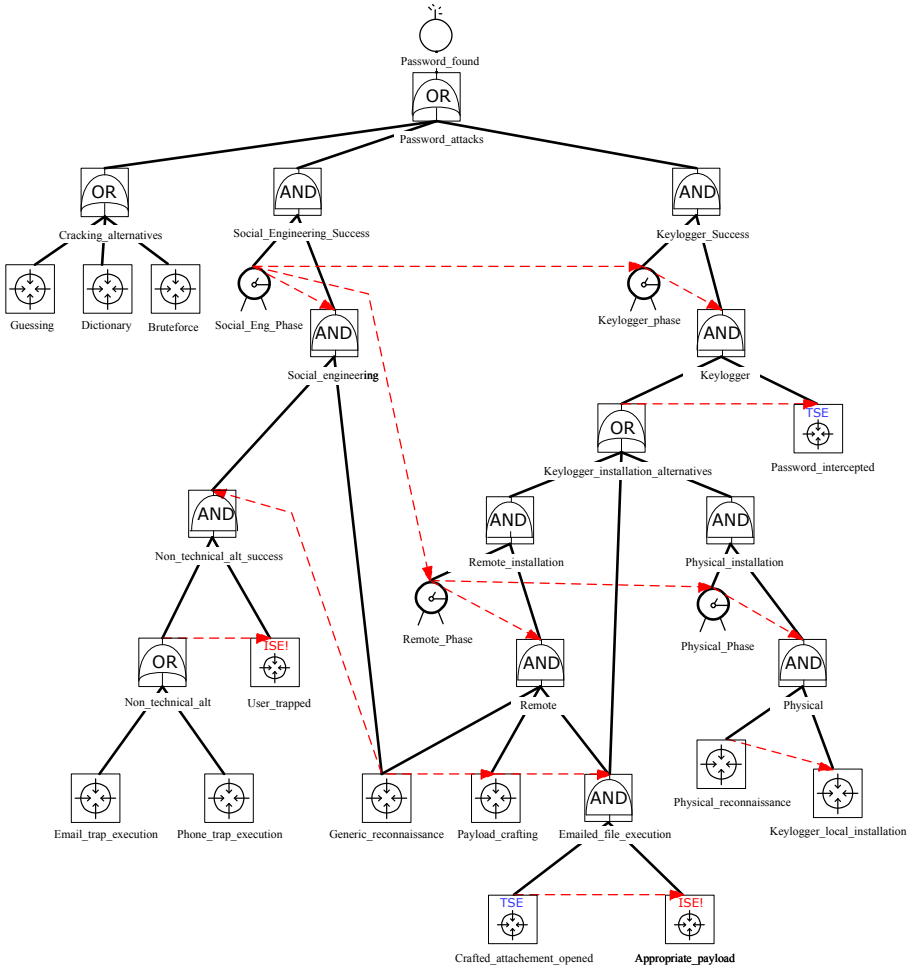 Password_found
OR
Password_attacks
OR
AND
AND
Cracking_alternatives
Social_Engineering_Success
Keylogger_Success
Guessing
Dictionary
Bruteforce
Social_Eng_Phase
AND
Keylogger_phase
AND
Social_engineering
Keylogger
OR
TSE
Keylogger_installation_alternatives
Password_intercepted
AND
AND
AND
Non_technical_alt_success
Remote_installation
Physical_installation
Remote_Phase
Physical_Phase
OR
ISE!
AND
AND
Non_technical_alt
User_trapped
Remote
Physical
AND
Physical_reconnaissance
Email_trap_execution
Phone_trap_execution
Generic_reconnaissance
Payload_crafting
Emailed_file_execution
Keylogger_local_installation
TSE
ISE!
Crafted_attachement_opened
Appropriate_payload